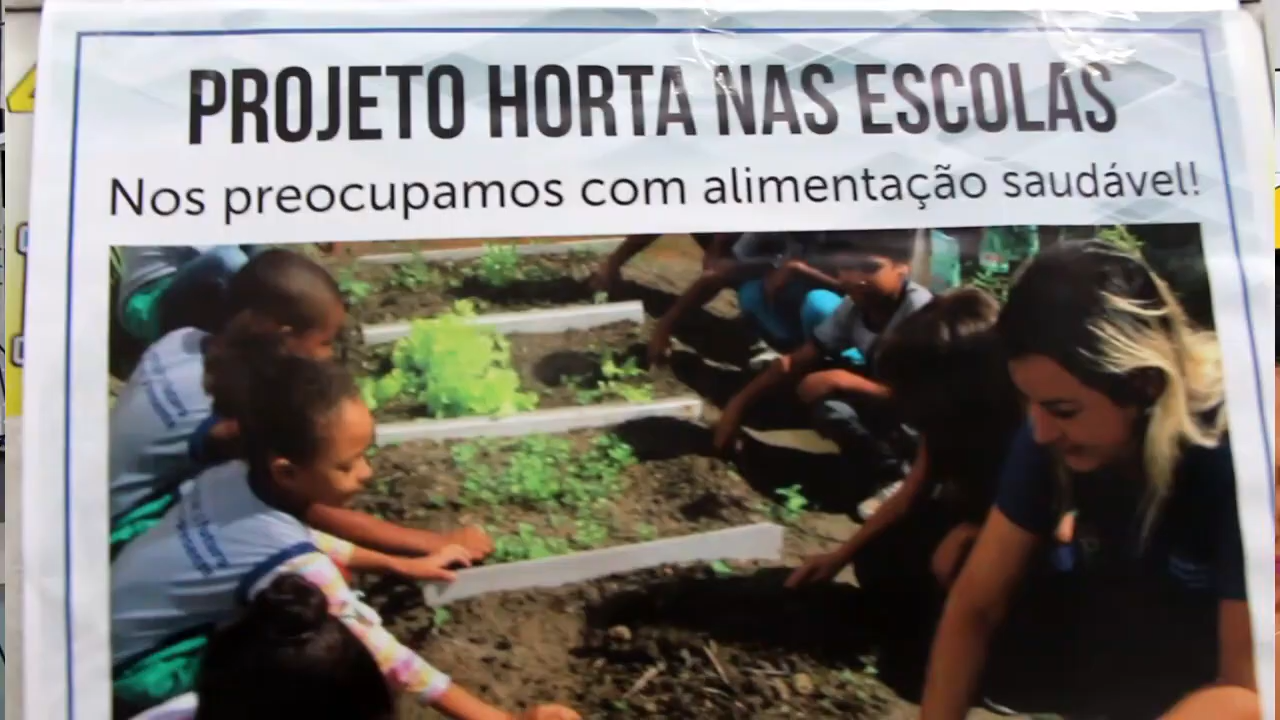 PROJETO HORTA NAS ESCOLAS
Nos preocupamos com alimentação saudável!